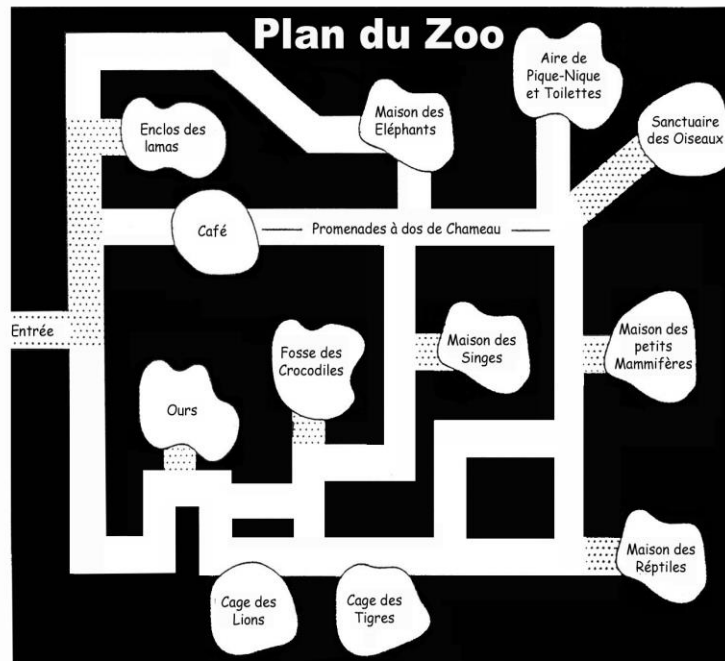 Plan du Zoo
Aire de
Pique-Nique
et Toilettes
Maison des
Eléphants
Enclos des
lamas
Sanctuaire
des Oiseaux
Café
Promenades à dos de Chameau
Entrée
Fosse des
Crocodiles
Maison des
Singes
Maison des
petits
Mammifères
Ours
Maison des
Réptiles
Cage des
Lions
Cage des
Tigres